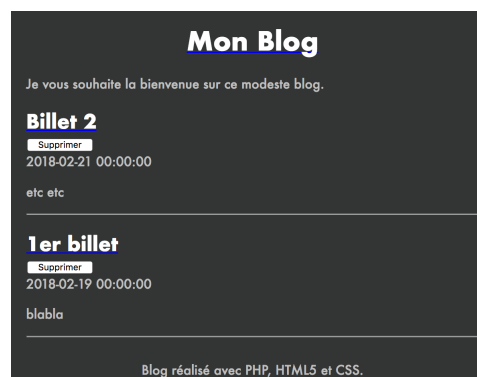 Mon Blog
Je vous souhaite la bienvenue sur ce modeste blog.
Billet 2
Supprimer
2018-02-21 00:00:00
etc etc
1er billet
Supprimer
2018-02-19 00:00:00
blabla
Blog réalisé avec PHP, HTML5 et CSS.